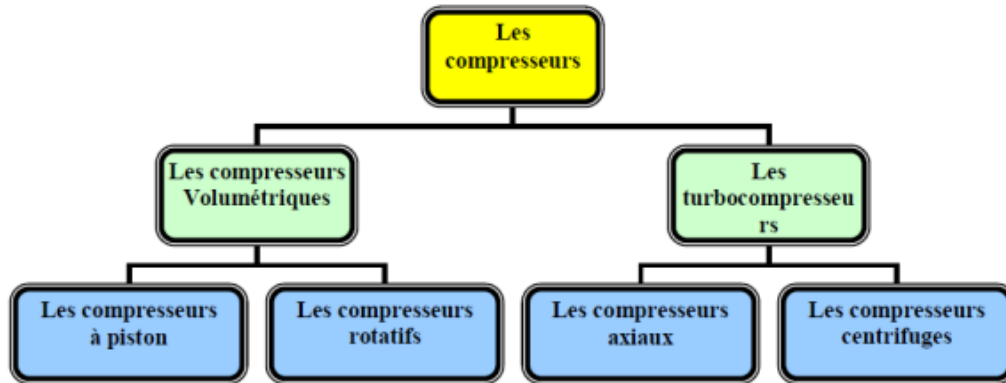 Les
compresseurs
Les compresseurs
Volumétriques
Les
turbocompresseu
rs
Les compresseurs
à piston
Les compresseurs
rotatifs
Les compresseurs
axiaux
Les compresseurs
centrifuges